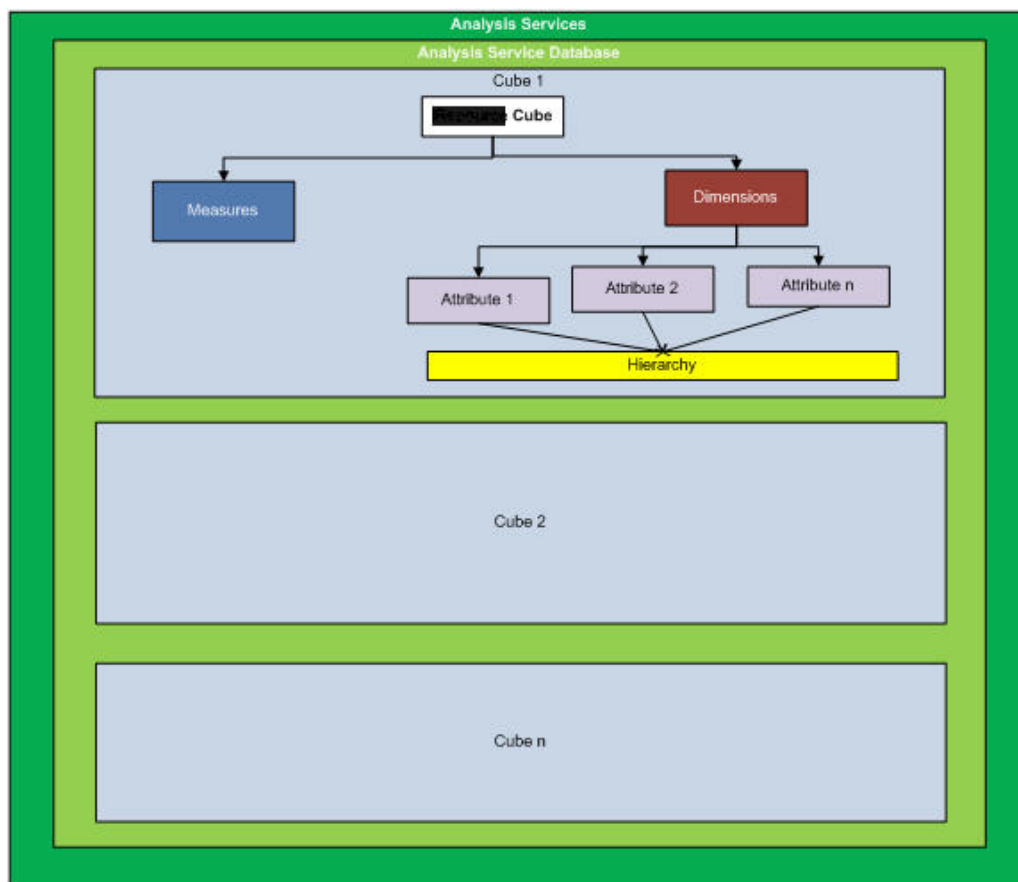 Analysis Services
Analysis Service Database
Cube 1
Cube
Measures
Dimensions
Attribute 1
Attribute 2
Attribute n
Hierarchy
Cube 2
Cube n